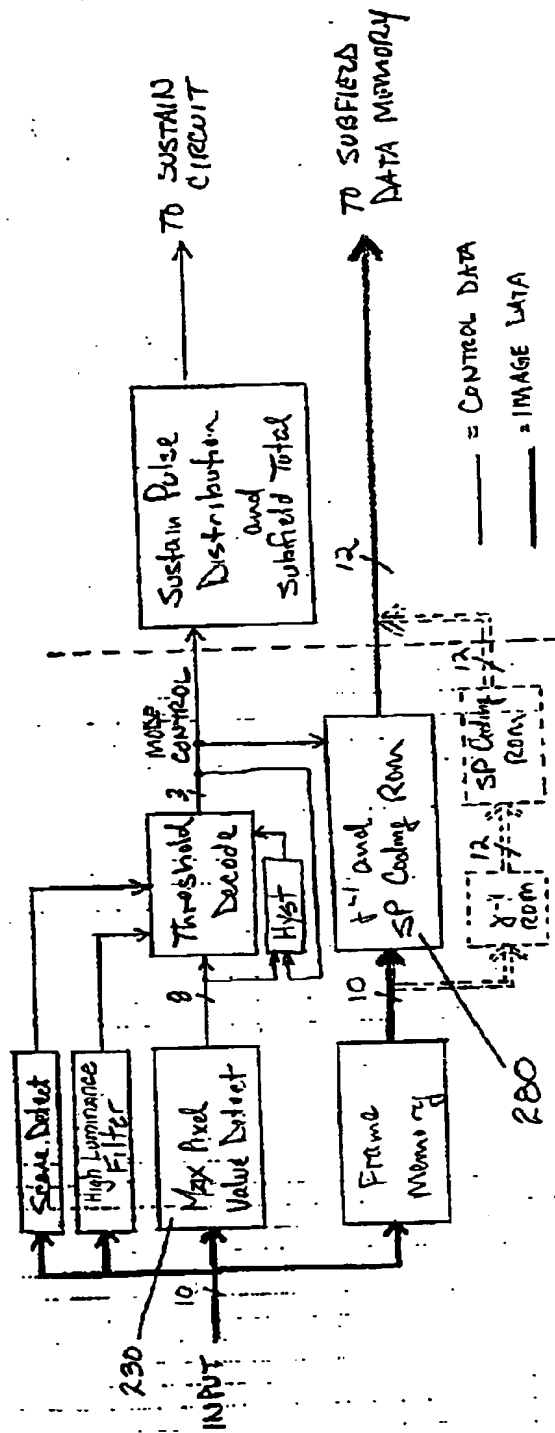 Scene Detect
High Luminance
Filter
230
Max Pixel
Value Detect
INPUT
10
Frame
Memory
8
Threshold
Decode
Hyst
3
MODE
CONTROL
Sustain Pulse
Distribution
and
Subfield Total
TO SUSTAIN
CIRCUIT
10
γ-1 and
SP Coding Rom
280
12
TO SUBFIELD
DATA MEMORY
γ-1
ROM
12
SP Coding
ROM
12
= CONTROL DATA
= IMAGE DATA